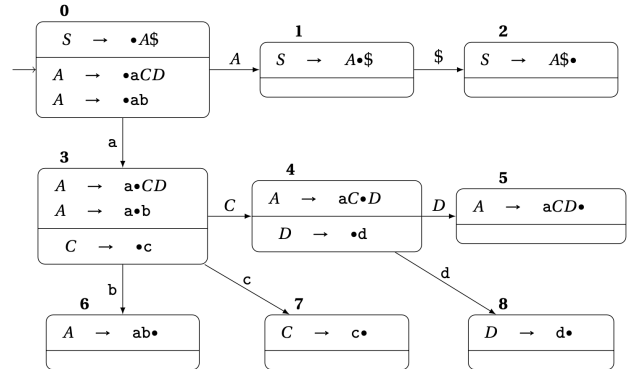 0
S → •A$
A → •aCD
A → •ab
A
1
S → A•$
$
2
S → A$•
a
3
A → a•CD
A → a•b
C → •c
C
4
A → aC•D
D → •d
D
5
A → aCD•
b
c
d
6
A → ab•
7
C → c•
8
D → d•